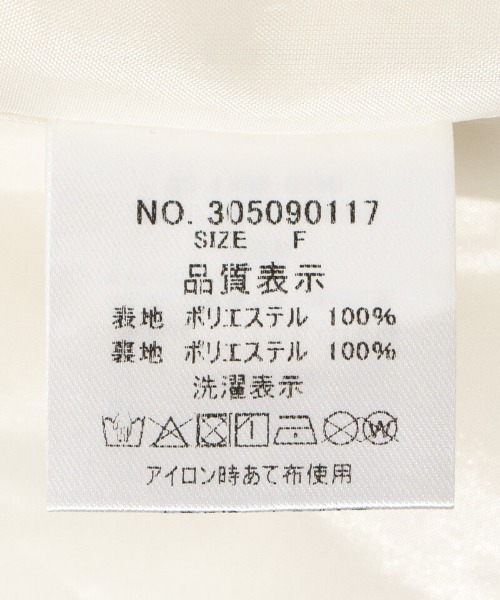 NO. 305090117
SIZE F
品質表示
表地 ポリエステル 100%
裏地 ポリエステル 100%
洗濯表示
アイロン時あて布使用